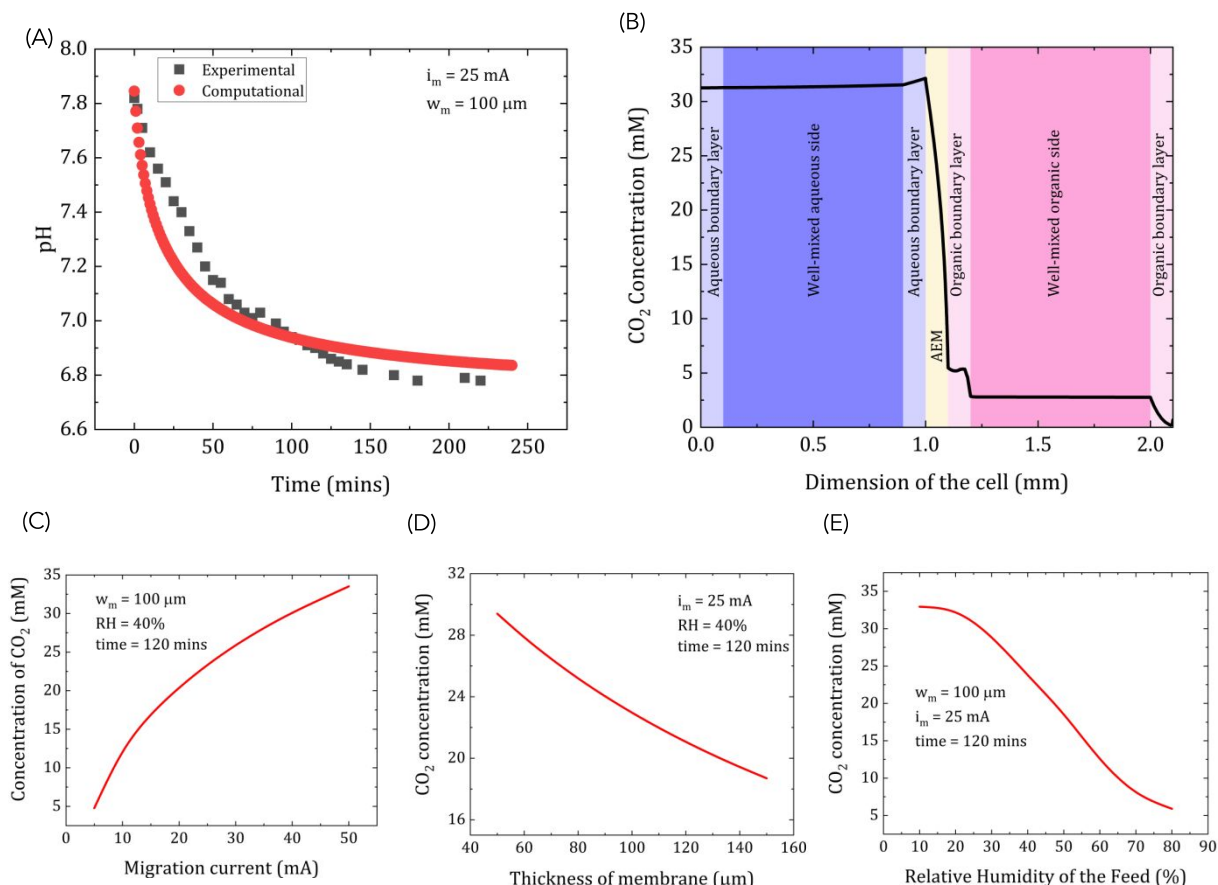 (A)
8.0
7.8
7.6
7.4
7.2
7.0
6.8
6.6
pH
Experimental
Computational
i_m = 25 mA
w_m = 100 μm
0 50 100 150 200 250
Time (mins)
(B)
35
30
25
20
15
10
5
0
CO₂ Concentration (mM)
Aqueous boundary layer
Well-mixed aqueous side
Aqueous boundary layer
AEM
Organic boundary layer
Well-mixed organic side
Organic boundary layer
0.0 0.5 1.0 1.5 2.0
Dimension of the cell (mm)
(C)
35
30
25
20
15
10
5
Concentration of CO₂ (mM)
w_m = 100 μm
RH = 40%
time = 120 mins
0 10 20 30 40 50
Migration current (mA)
(D)
32
28
24
20
16
CO₂ concentration (mM)
i_m = 25 mA
RH = 40%
time = 120 mins
40 60 80 100 120 140 160
Thickness of membrane (μm)
(E)
35
30
25
20
15
10
5
CO₂ concentration (mM)
w_m = 100 μm
i_m = 25 mA
time = 120 mins
0 10 20 30 40 50 60 70 80 90
Relative Humidity of the Feed (%)